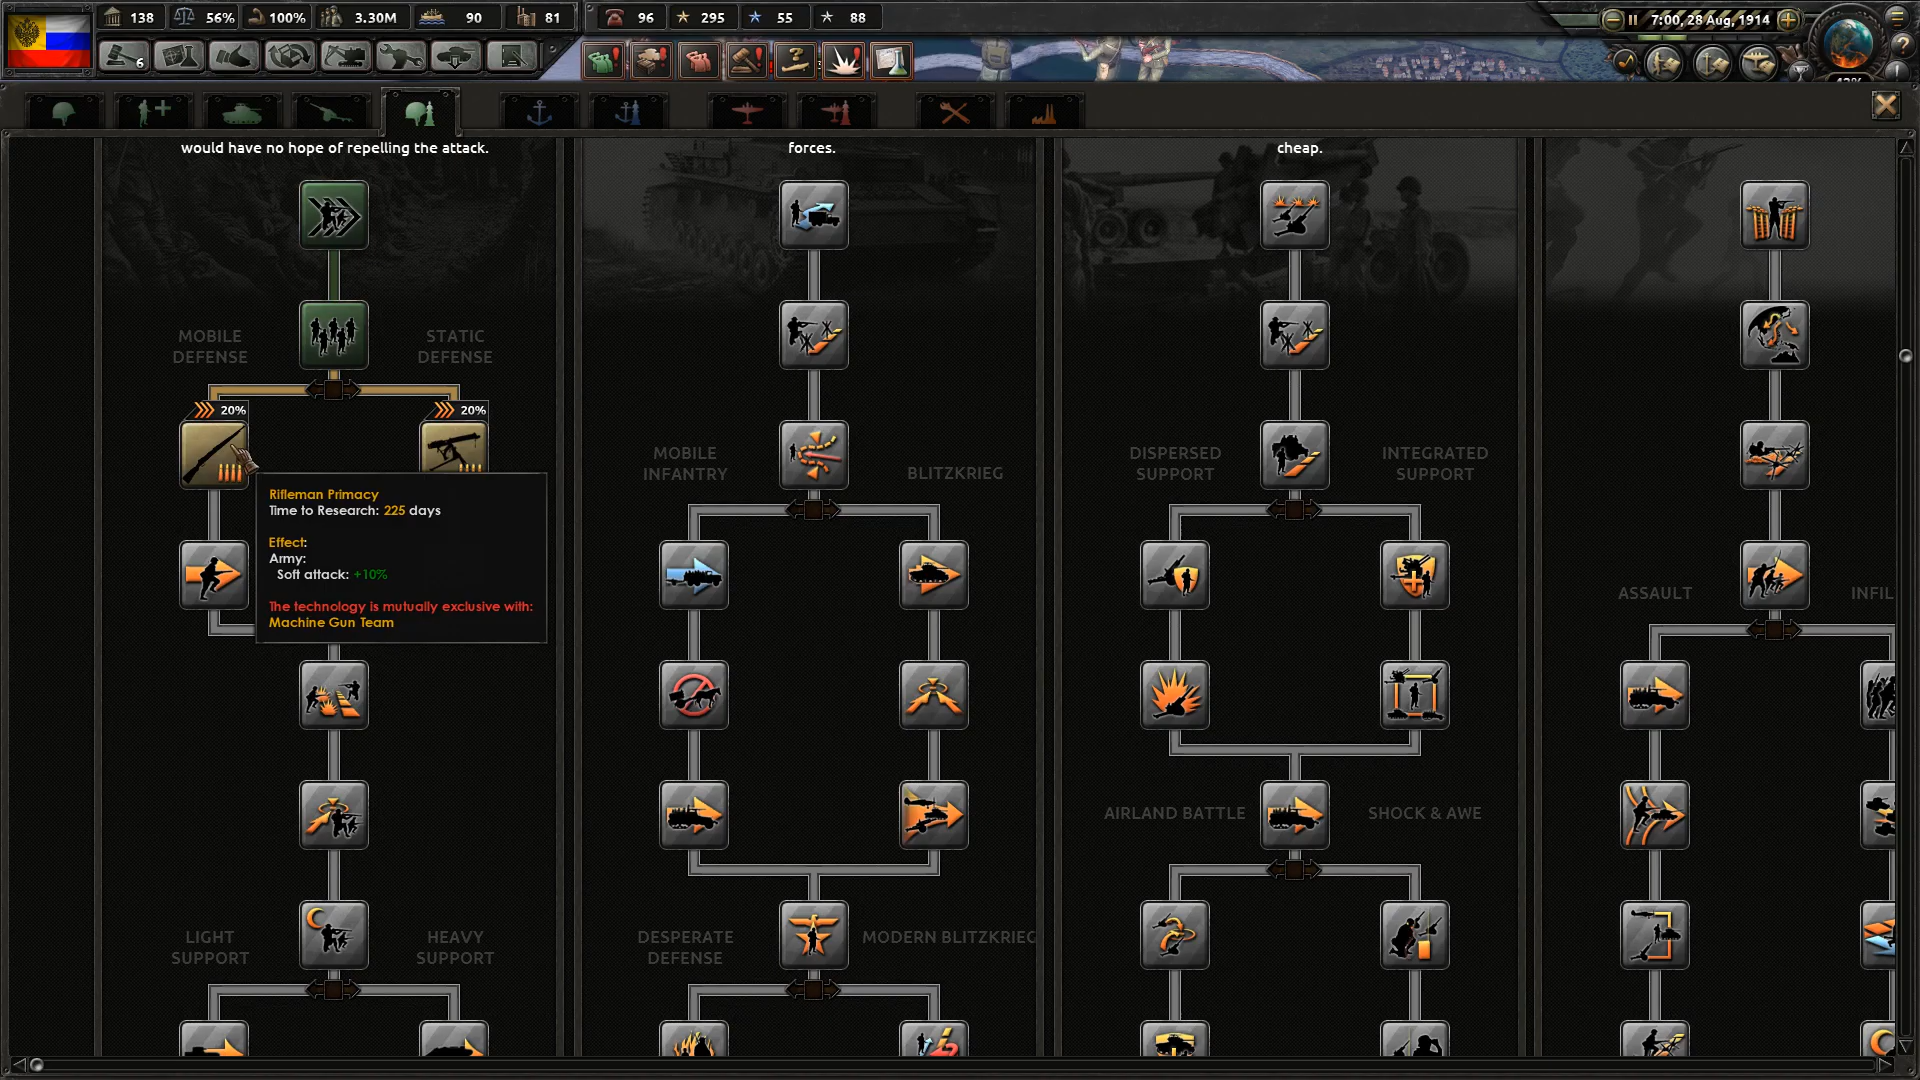 138
56%
100%
3.30M
90
81
96
295
55
88
7:00, 28 Aug, 1914
6
would have no hope of repelling the attack.
forces.
cheap.
MOBILE
DEFENSE
STATIC
DEFENSE
20%
20%
MOBILE
INFANTRY
BLITZKRIEG
DISPERSED
SUPPORT
INTEGRATED
SUPPORT
Rifleman Primacy
Time to Research: 225 days
Effect:
Army:
Soft attack: +10%
The technology is mutually exclusive with:
Machine Gun Team
ASSAULT
INFIL
AIRLAND BATTLE
SHOCK & AWE
LIGHT
SUPPORT
HEAVY
SUPPORT
DESPERATE
DEFENSE
MODERN BLITZKRIEG